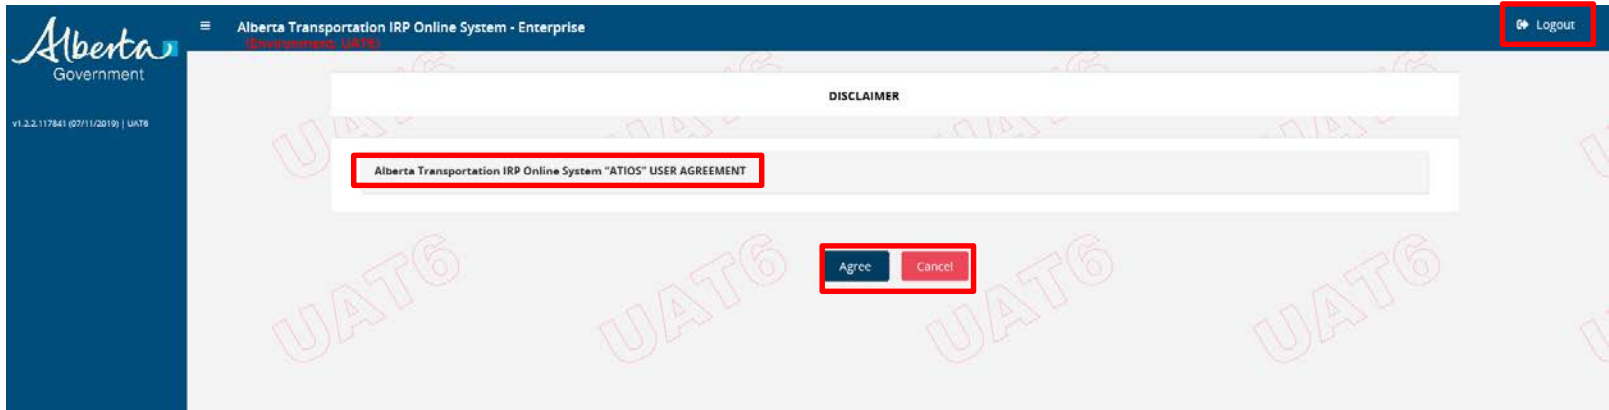 Alberta
Government
v1.2.2.117841 (07/11/2019) | UAT6
≡ Alberta Transportation IRP Online System - Enterprise
(Environment: UAT6)
Logout
DISCLAIMER
Alberta Transportation IRP Online System "ATIOS" USER AGREEMENT
Agree Cancel
UAT6 UAT6 UAT6 UAT6